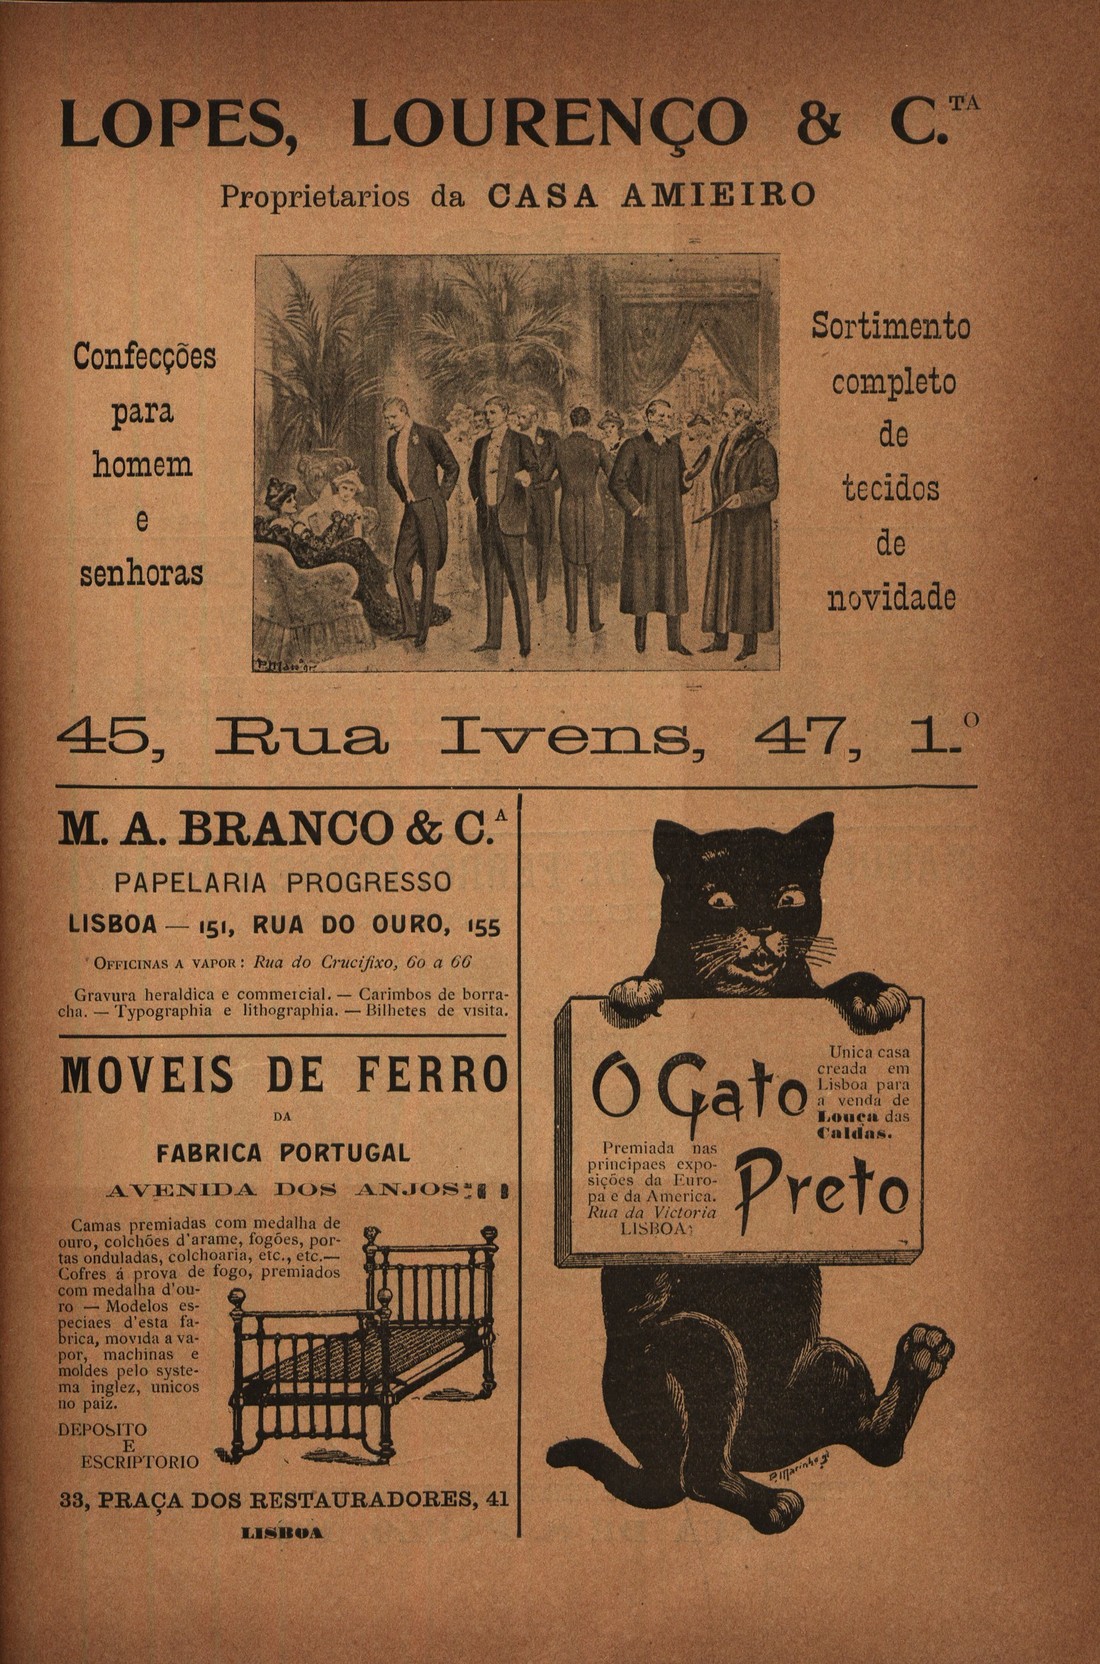 LOPES, LOURENÇO & C.TA
Proprietarios da CASA AMIEIRO
Confecções
para
homem
e
senhoras
Sortimento
completo
de
tecidos
de
novidade
45, Rua Ivens, 47, 1.º
M. A. BRANCO & C.A
PAPELARIA PROGRESSO
LISBOA — 151, RUA DO OURO, 155
OFFICINAS A VAPOR: Rua do Crucifixo, 60 a 66
Gravura heraldica e commercial. — Carimbos de borra-
cha. — Typographia e lithographia. — Bilhetes de visita.
MOVEIS DE FERRO
DA
FABRICA PORTUGAL
AVENIDA DOS ANJOS
Camas premiadas com medalha de
ouro, colchões d'arame, fogões, por-
tas onduladas, colchoaria, etc., etc.—
Cofres á prova de fogo, premiados
com medalha d'ou-
ro — Modelos es-
peciaes d'esta fa-
brica, movida a va-
por, machinas e
moldes pelo syste-
ma inglez, unicos
no paiz.
DEPOSITO
E
ESCRIPTORIO
33, PRAÇA DOS RESTAURADORES, 41
LISBOA
O Gato
Unica casa
creada em
Lisboa para
a venda de
Louça das
Caldas.
Premiada nas
principaes expo-
sições da Euro-
pa e da America.
Rua da Victoria
LISBOA
Preto
P. Marinho gr